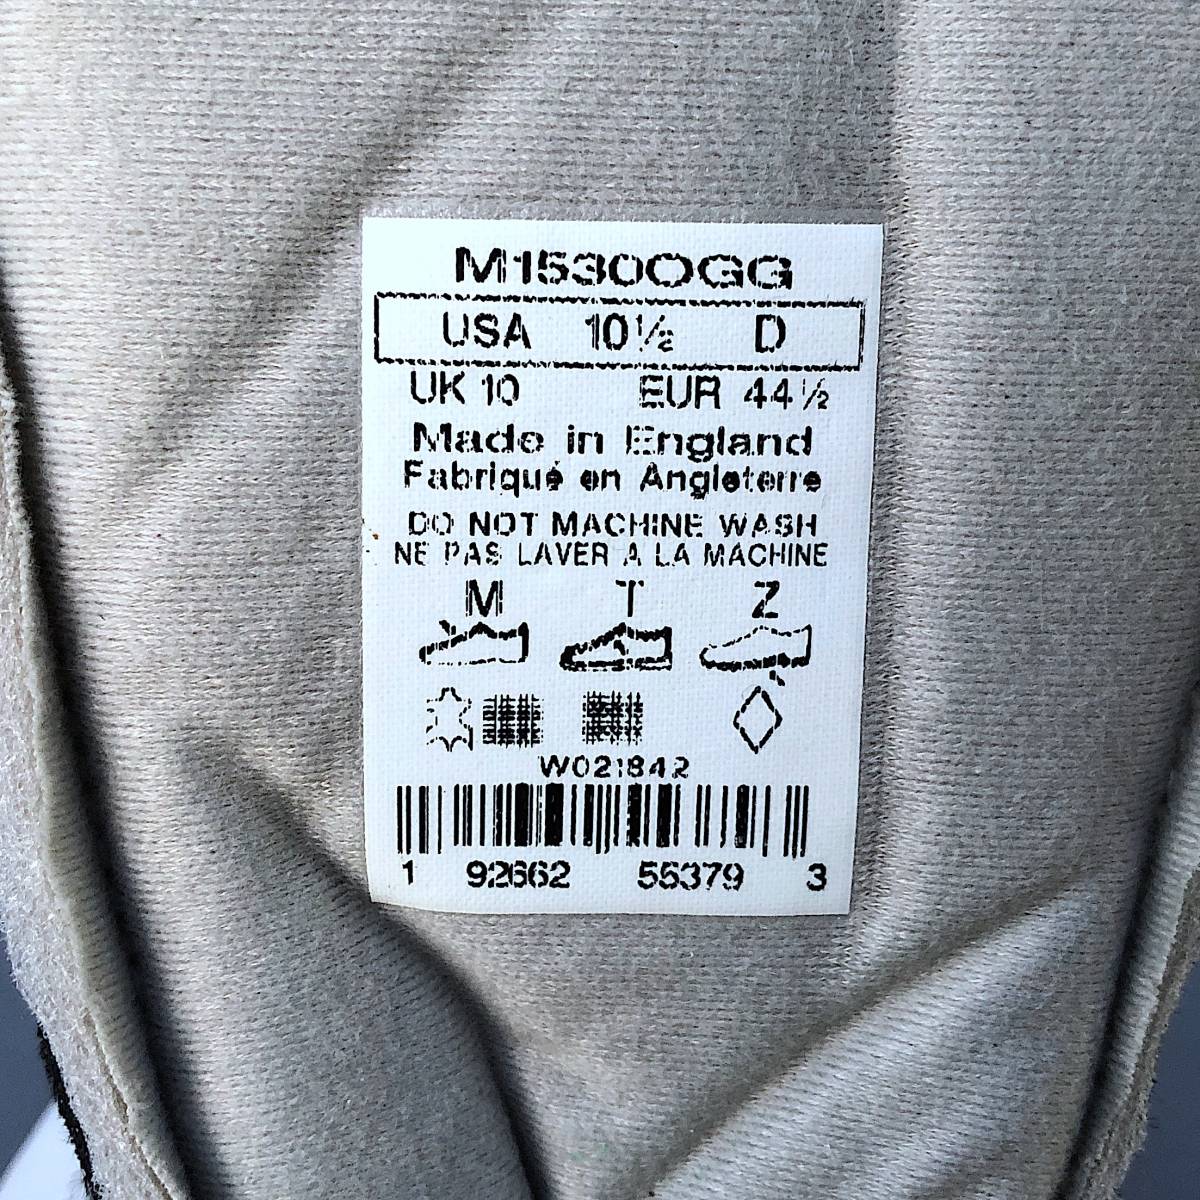 M1530OGG
USA 10½ D
UK 10 EUR 44½
Made in England
Fabriqué en Angleterre
DO NOT MACHINE WASH
NE PAS LAVER A LA MACHINE
M T Z
W021842
1 92662 55379 3